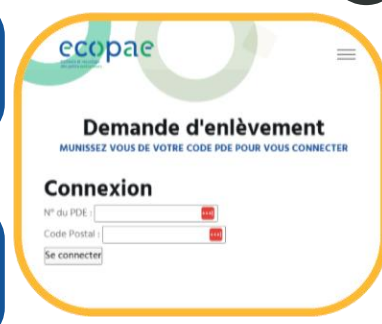 ecopae
Demande d'enlèvement
MUNISSEZ VOUS DE VOTRE CODE PDE POUR VOUS CONNECTER
Connexion
N° du PDE :
Code Postal :
Se connecter